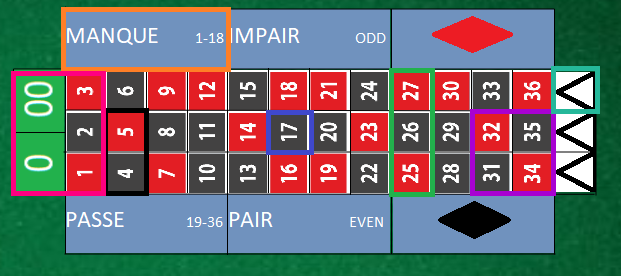 MANQUE 1-18 IMPAIR ODD
00 3 6 9 12 15 18 21 24 27 30 33 36
2 5 8 11 14 17 20 23 26 29 32 35
0 1 4 7 10 13 16 19 22 25 28 31 34
PASSE 19-36 PAIR EVEN